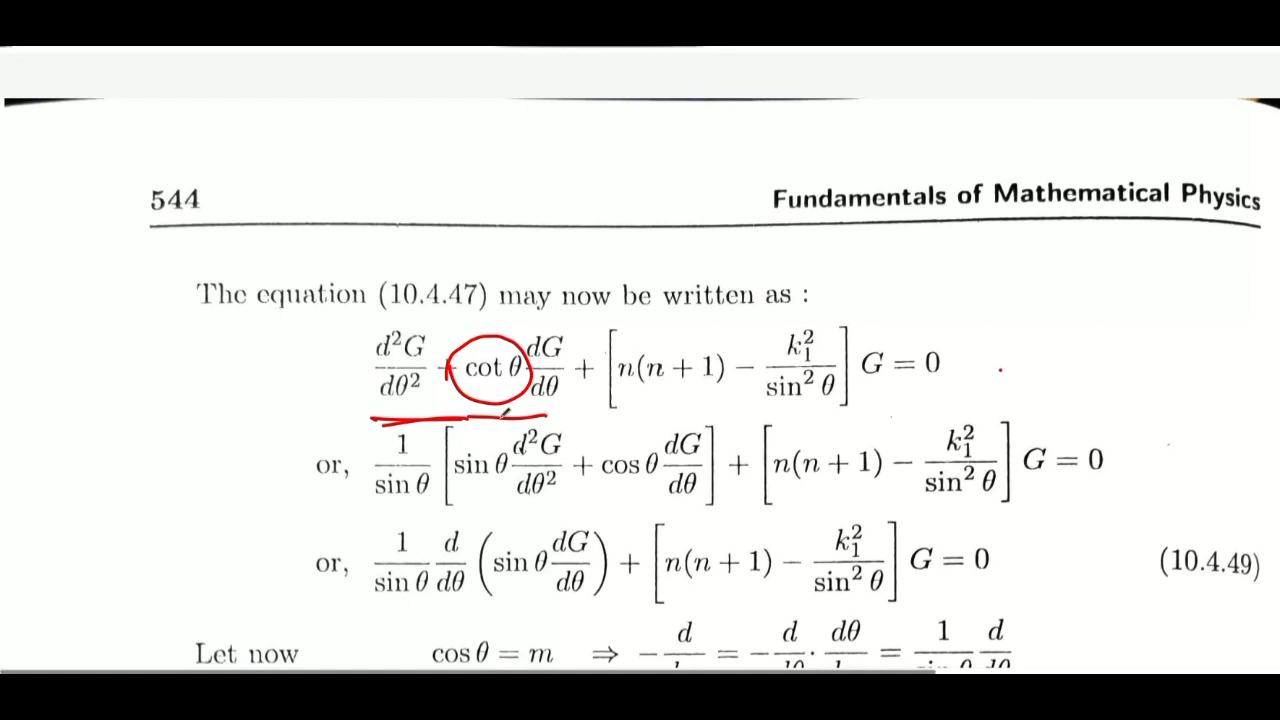 544 Fundamentals of Mathematical Physics
The equation (10.4.47) may now be written as :
d²G/dθ² + cot θ dG/dθ + [n(n + 1) − k₁²/sin² θ] G = 0
or, 1/sin θ [sin θ d²G/dθ² + cos θ dG/dθ] + [n(n + 1) − k₁²/sin² θ] G = 0
or, 1/sin θ d/dθ (sin θ dG/dθ) + [n(n + 1) − k₁²/sin² θ] G = 0 (10.4.49)
Let now cos θ = m ⇒ − d = − d · dθ = 1 d